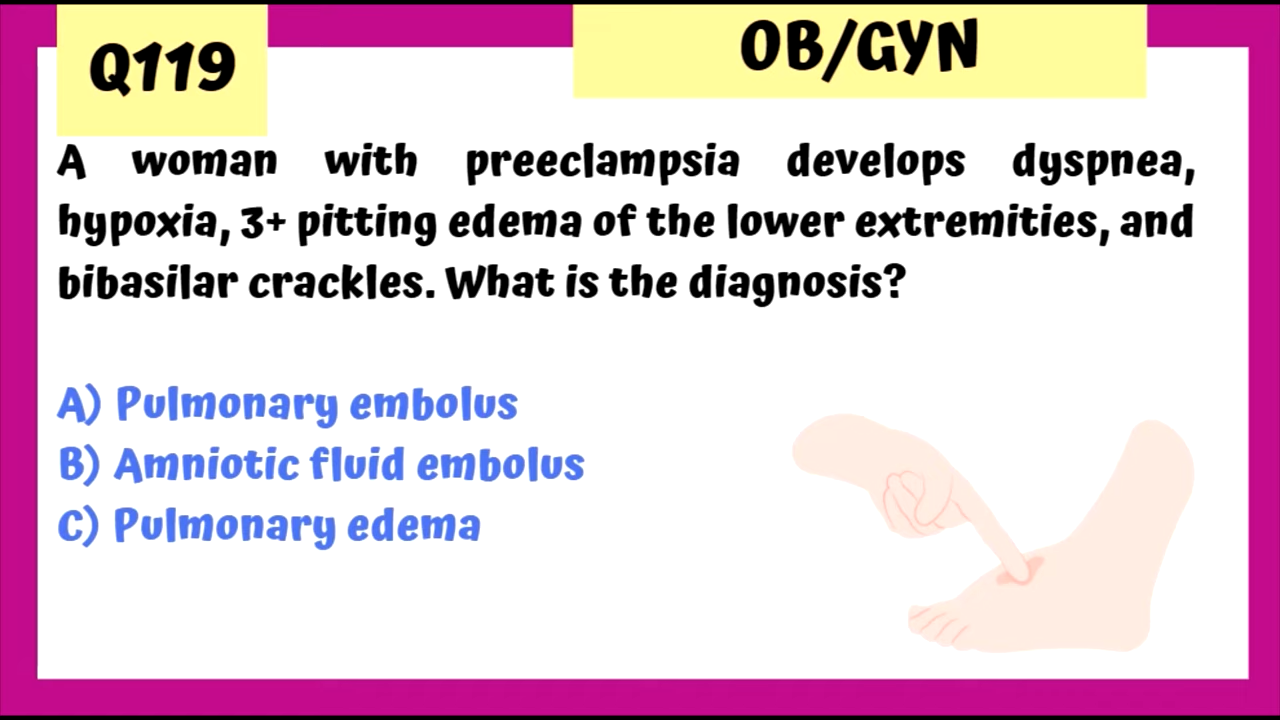 Q119
OB/GYN
A woman with preeclampsia develops dyspnea,
hypoxia, 3+ pitting edema of the lower extremities, and
bibasilar crackles. What is the diagnosis?
A) Pulmonary embolus
B) Amniotic fluid embolus
C) Pulmonary edema